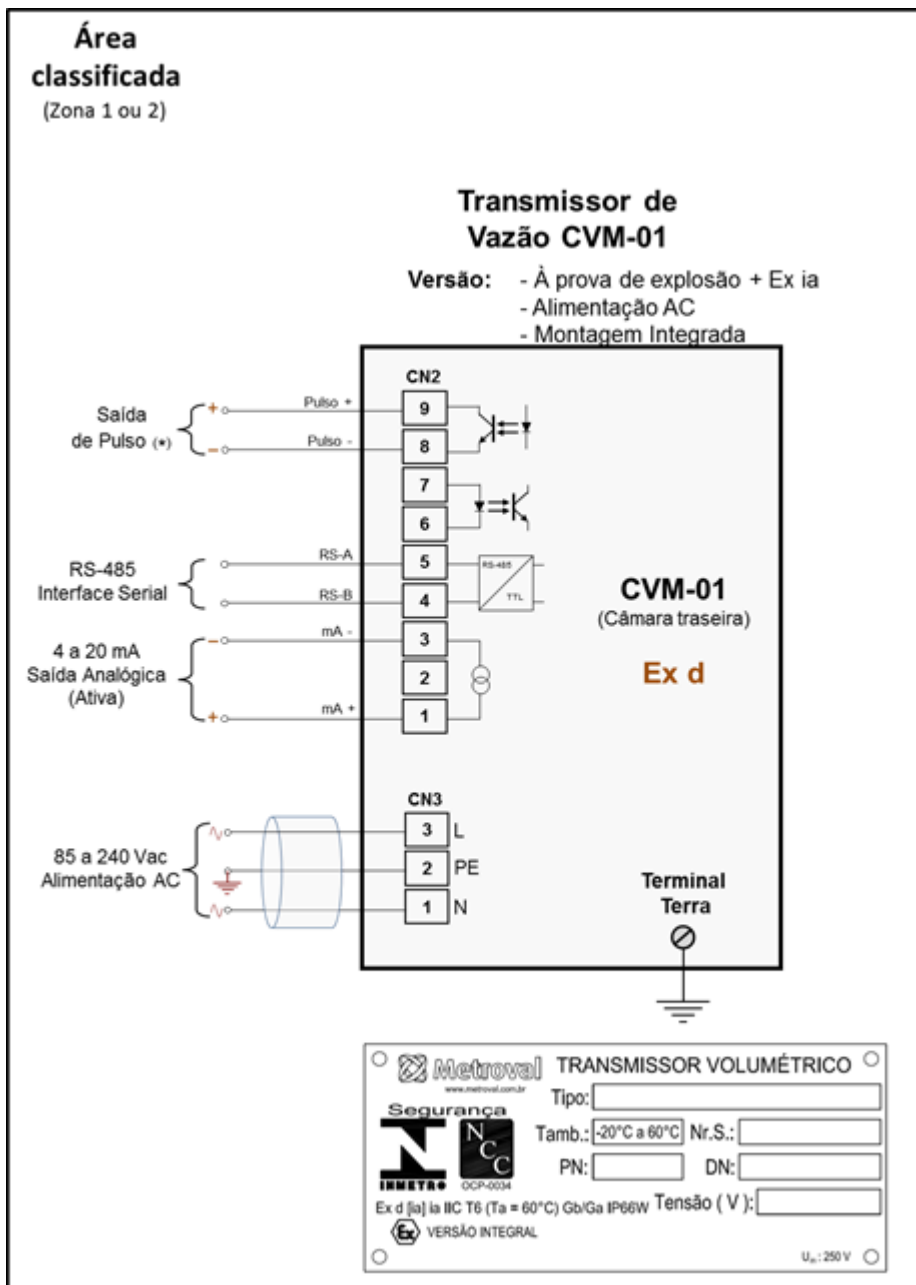 Área
classificada
(Zona 1 ou 2)
Transmissor de
Vazão CVM-01
Versão: - À prova de explosão + Ex ia
- Alimentação AC
- Montagem Integrada
CN2
Saída
de Pulso (*)
+
Pulso +
9
-
Pulso -
8
7
6
RS-485
Interface Serial
RS-A
5
RS-B
4
RS-485
TTL
4 a 20 mA
Saída Analógica
(Ativa)
-
mA -
3
2
+
mA +
1
CVM-01
(Câmara traseira)
Ex d
CN3
85 a 240 Vac
Alimentação AC
3 L
2 PE
1 N
Terminal
Terra
Metroval
www.metroval.com.br
TRANSMISSOR VOLUMÉTRICO
Tipo:
Segurança
INMETRO
NCC
OCP-0034
Tamb.: -20°C a 60°C Nr.S.:
PN: DN:
Ex d [ia] ia IIC T6 (Ta = 60°C) Gb/Ga IP66W Tensão ( V ):
Ex VERSÃO INTEGRAL
Um : 250 V